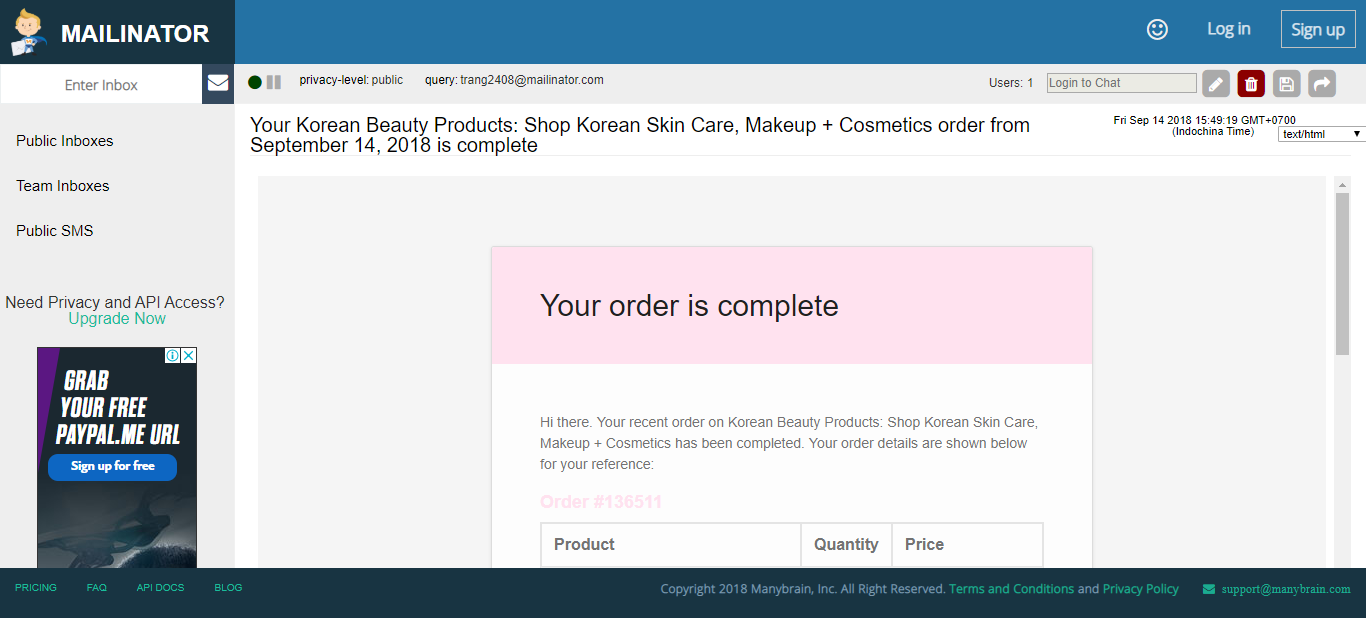 MAILINATOR
Log in
Sign up
Enter Inbox
privacy-level: public
query: trang2408@mailinator.com
Users: 1
Login to Chat
Public Inboxes
Team Inboxes
Public SMS
Need Privacy and API Access?
Upgrade Now
GRAB
YOUR FREE
PAYPAL.ME URL
Sign up for free
Your Korean Beauty Products: Shop Korean Skin Care, Makeup + Cosmetics order from
September 14, 2018 is complete
Fri Sep 14 2018 15:49:19 GMT+0700
(Indochina Time)
text/html
Your order is complete
Hi there. Your recent order on Korean Beauty Products: Shop Korean Skin Care,
Makeup + Cosmetics has been completed. Your order details are shown below
for your reference:
Order #136511
Product Quantity Price
PRICING FAQ API DOCS BLOG
Copyright 2018 Manybrain, Inc. All Right Reserved. Terms and Conditions and Privacy Policy
support@manybrain.com